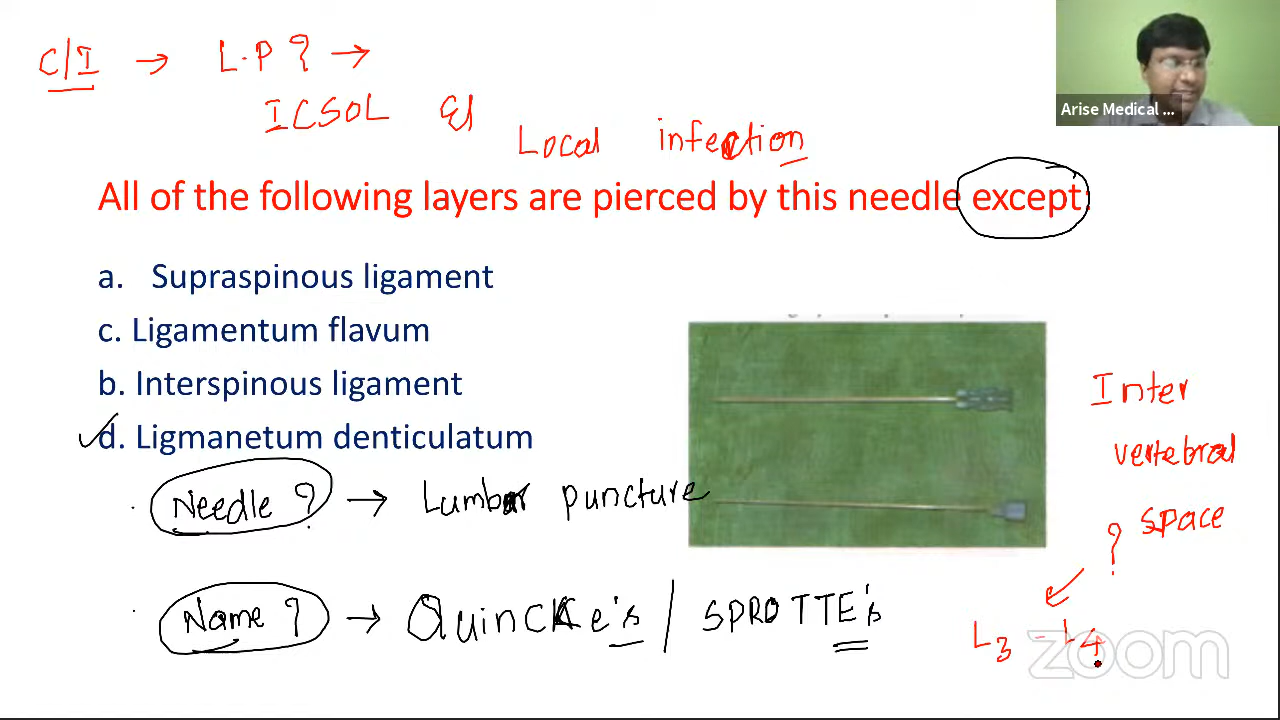 C/I → L.P ? →
ICSOL &
Local infection
Arise Medical ...
All of the following layers are pierced by this needle except:
a. Supraspinous ligament
c. Ligamentum flavum
b. Interspinous ligament
d. Ligmanetum denticulatum
Needle ? → Lumbar puncture
Name ? → Quincke's / SPROTTE's
Inter
vertebral
space
?
L3 - L4
zoom